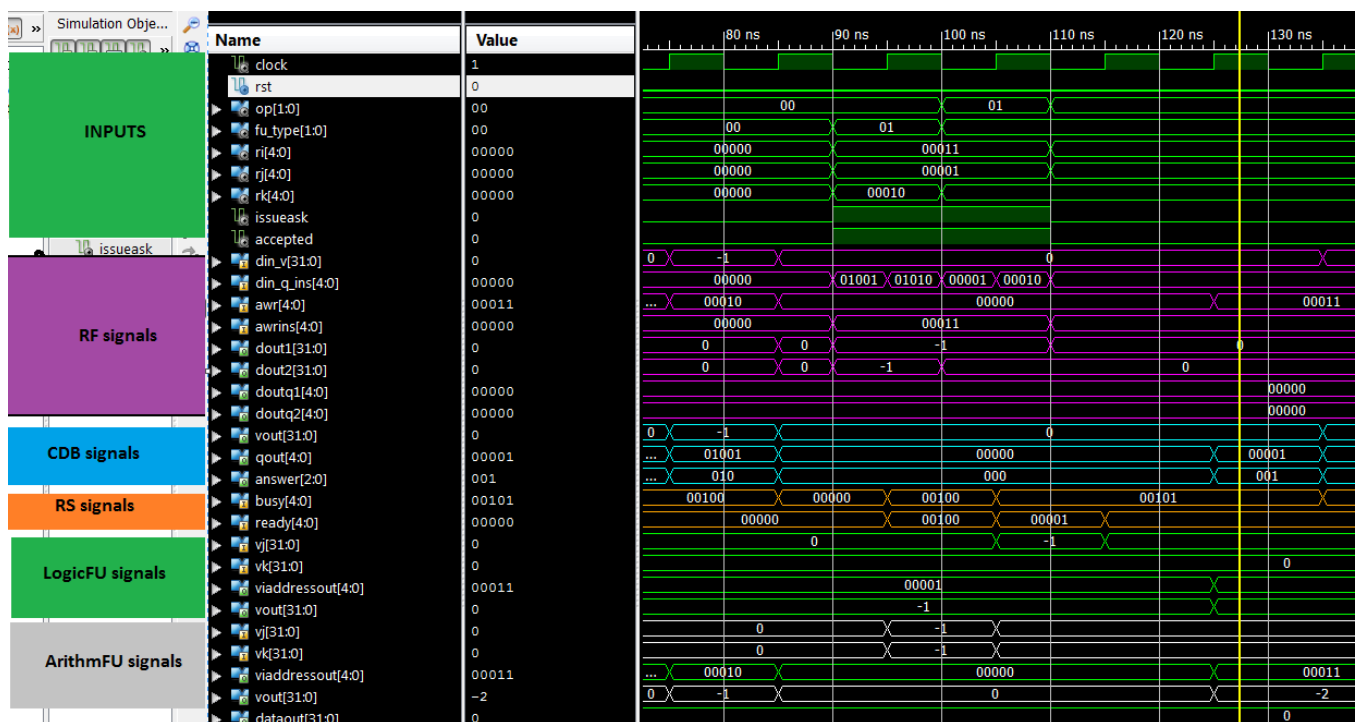 Simulation Obje...
»
»
Name Value
80 ns 90 ns 100 ns 110 ns 120 ns 130 ns
INPUTS
clock 1
rst 0
op[1:0] 00 00 01
fu_type[1:0] 00 00 01
ri[4:0] 00000 00000 00011
rj[4:0] 00000 00000 00001
rk[4:0] 00000 00000 00010
issueask 0
accepted 0
issueask
RF signals
din_v[31:0] 0 0 -1 0
din_q_ins[4:0] 00000 00000 01001 01010 00001 00010
awr[4:0] 00011 ... 00010 00000 00011
awrins[4:0] 00000 00000 00011
dout1[31:0] 0 0 0 -1 0
dout2[31:0] 0 0 0 -1 0
doutq1[4:0] 00000 00000
doutq2[4:0] 00000 00000
CDB signals
vout[31:0] 0 0 -1 0
qout[4:0] 00001 ... 01001 00000 00001
answer[2:0] 001 ... 010 000 001
RS signals
busy[4:0] 00101 00100 00000 00100 00101
ready[4:0] 00000 00000 00100 00001
LogicFU signals
vj[31:0] 0 0 -1
vk[31:0] 0 0
viaddressout[4:0] 00011 00001
vout[31:0] 0 -1
ArithmFU signals
vj[31:0] 0 0 -1
vk[31:0] 0 0 -1
viaddressout[4:0] 00011 ... 00010 00000 00011
vout[31:0] -2 0 -1 0 -2
dataout[31:0] 0 0